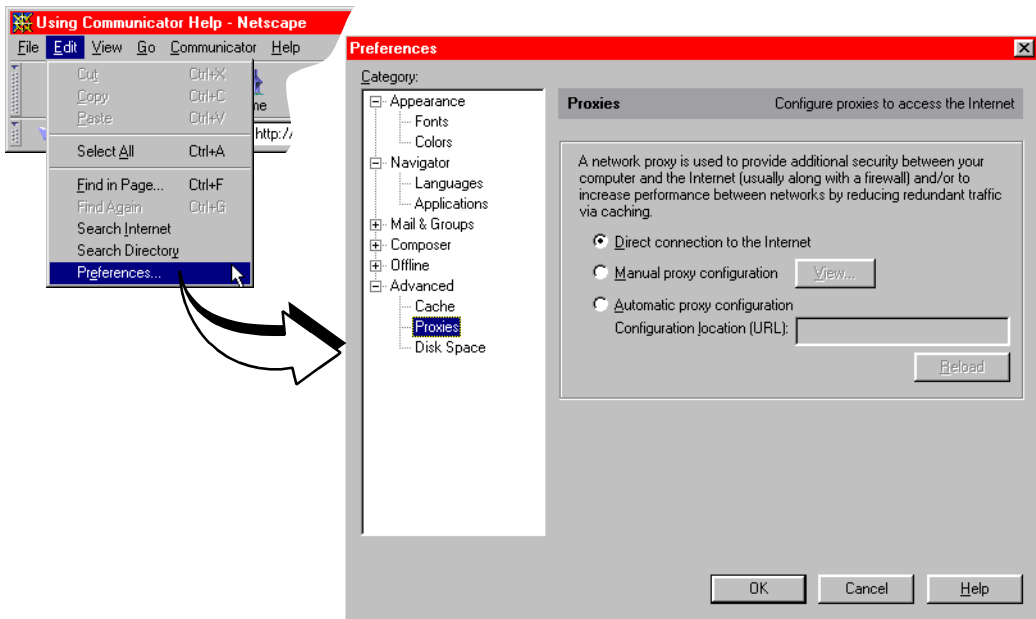 Using Communicator Help - Netscape
File Edit View Go Communicator Help
Cut Ctrl+X
Copy Ctrl+C
Paste Ctrl+V
Select All Ctrl+A
Find in Page... Ctrl+F
Find Again Ctrl+G
Search Internet
Search Directory
Preferences...
me
http://
Preferences
Category:
Appearance
Fonts
Colors
Navigator
Languages
Applications
Mail & Groups
Composer
Offline
Advanced
Cache
Proxies
Disk Space
Proxies Configure proxies to access the Internet
A network proxy is used to provide additional security between your
computer and the Internet (usually along with a firewall) and/or to
increase performance between networks by reducing redundant traffic
via caching.
Direct connection to the Internet
Manual proxy configuration View...
Automatic proxy configuration
Configuration location (URL):
Reload
OK Cancel Help